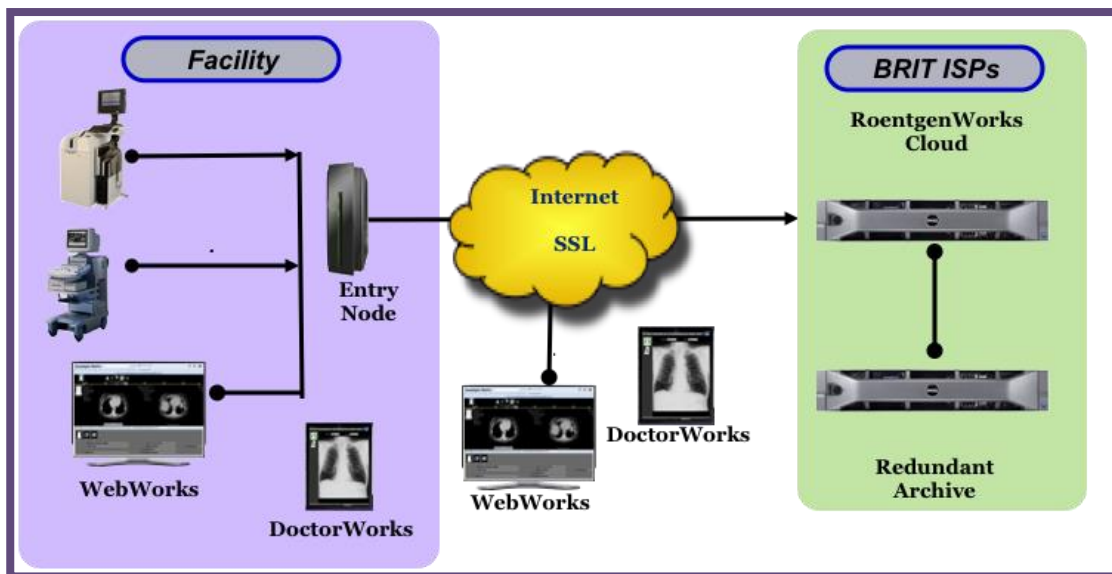 Facility
BRIT ISPs
RoentgenWorks
Cloud
Internet
SSL
Entry
Node
DoctorWorks
WebWorks
WebWorks
DoctorWorks
Redundant
Archive